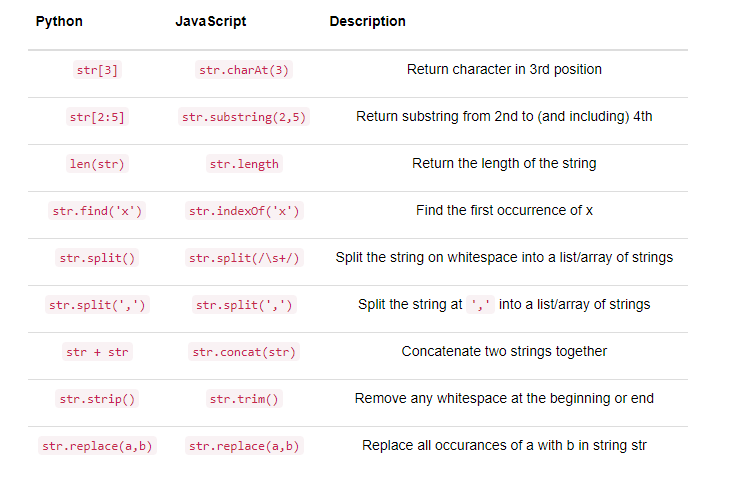 Python JavaScript Description
str[3] str.charAt(3) Return character in 3rd position
str[2:5] str.substring(2,5) Return substring from 2nd to (and including) 4th
len(str) str.length Return the length of the string
str.find('x') str.indexOf('x') Find the first occurrence of x
str.split() str.split(/\s+/) Split the string on whitespace into a list/array of strings
str.split(',') str.split(',') Split the string at ',' into a list/array of strings
str + str str.concat(str) Concatenate two strings together
str.strip() str.trim() Remove any whitespace at the beginning or end
str.replace(a,b) str.replace(a,b) Replace all occurances of a with b in string str